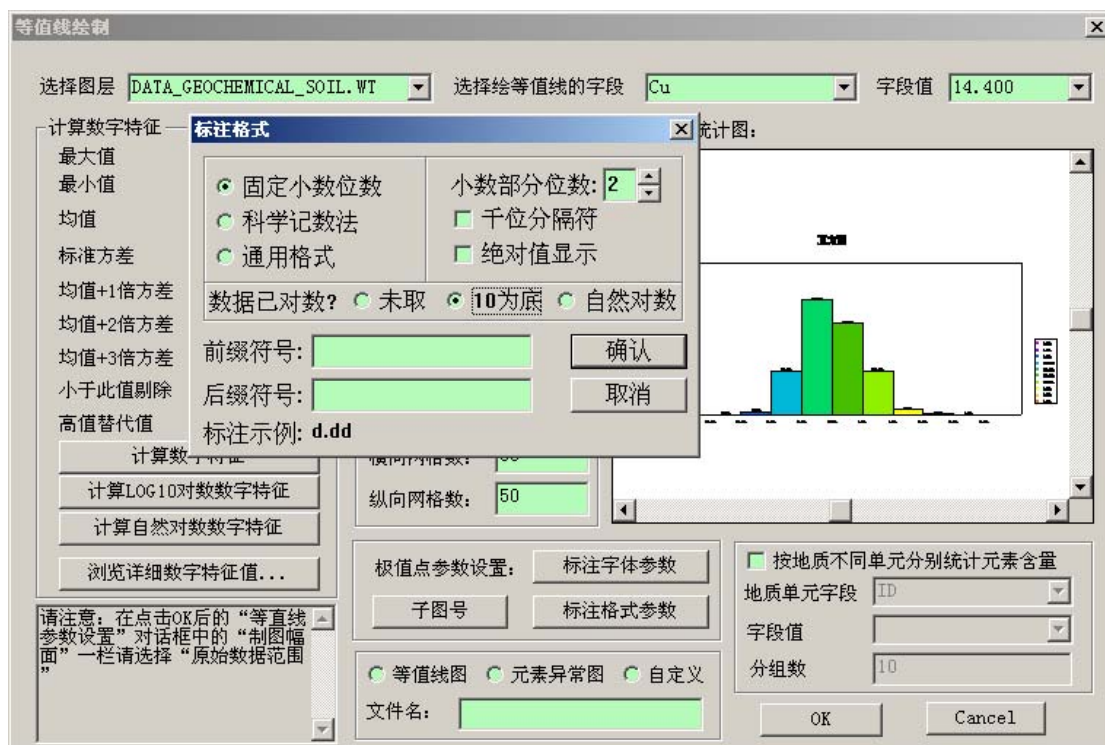 等值线绘制
选择图层 DATA_GEOCHEMICAL_SOIL.WT 选择绘等值线的字段 Cu 字段值 14.400
计算数字特征
统计图:
最大值
最小值
均值
标准方差
均值+1倍方差
均值+2倍方差
均值+3倍方差
小于此值剔除
高值替代值
标注格式
固定小数位数
科学记数法
通用格式
小数部分位数: 2
千位分隔符
绝对值显示
数据已对数? 未取 10为底 自然对数
前缀符号:
确认
后缀符号:
取消
标注示例: d.dd
计算LOG10对数数字特征
计算自然对数数字特征
浏览详细数字特征值...
纵向网格数: 50
请注意: 在点击OK后的“等直线
参数设置”对话框中的“制图幅
面”一栏请选择“原始数据范围
”
极值点参数设置: 标注字体参数
子图号 标注格式参数
等值线图 元素异常图 自定义
文件名:
按地质不同单元分别统计元素含量
地质单元字段 ID
字段值
分组数 10
OK Cancel